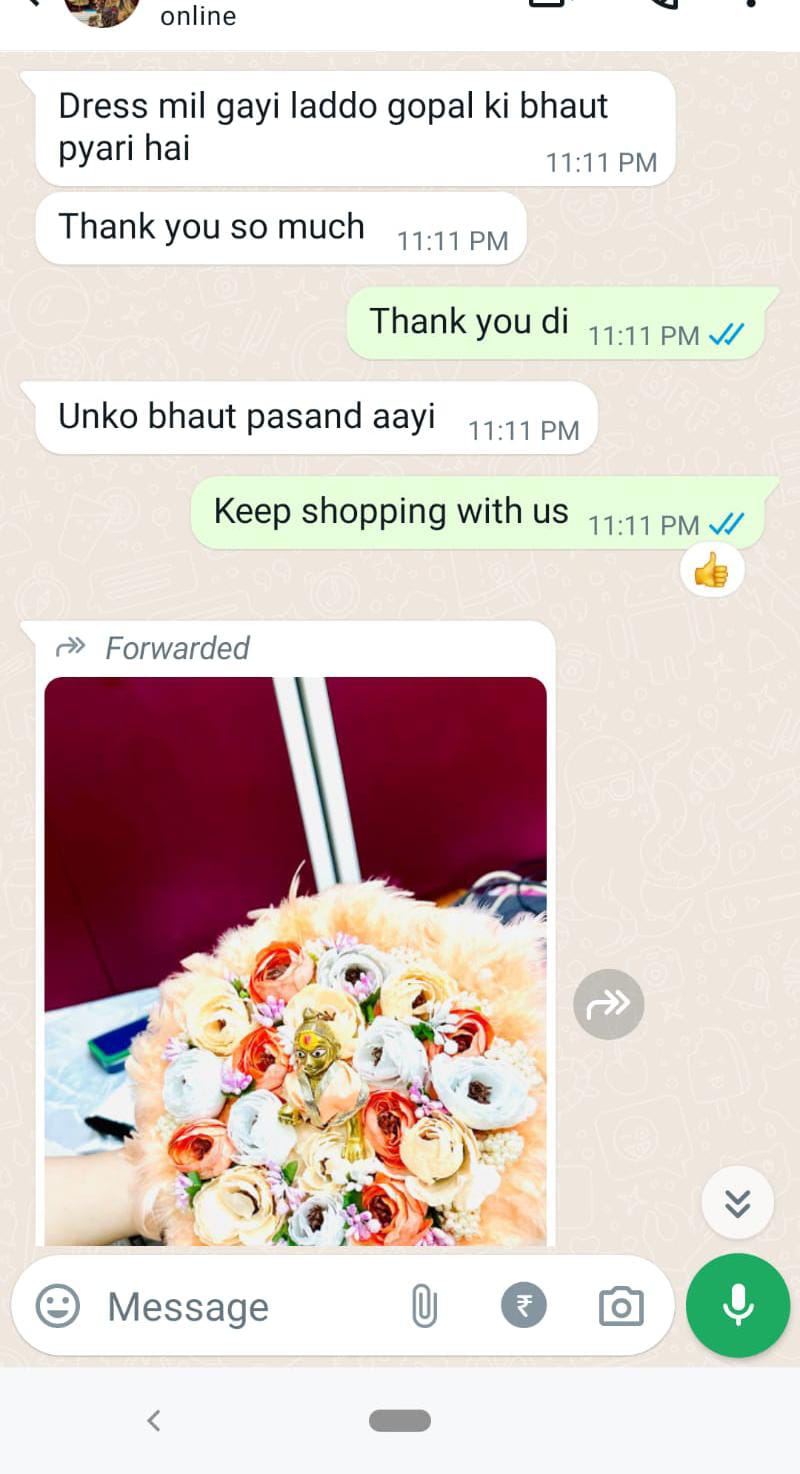 online
Dress mil gayi laddo gopal ki bhaut
pyari hai
11:11 PM
Thank you so much 11:11 PM
Thank you di 11:11 PM
Unko bhaut pasand aayi 11:11 PM
Keep shopping with us 11:11 PM
Forwarded
Message
₹